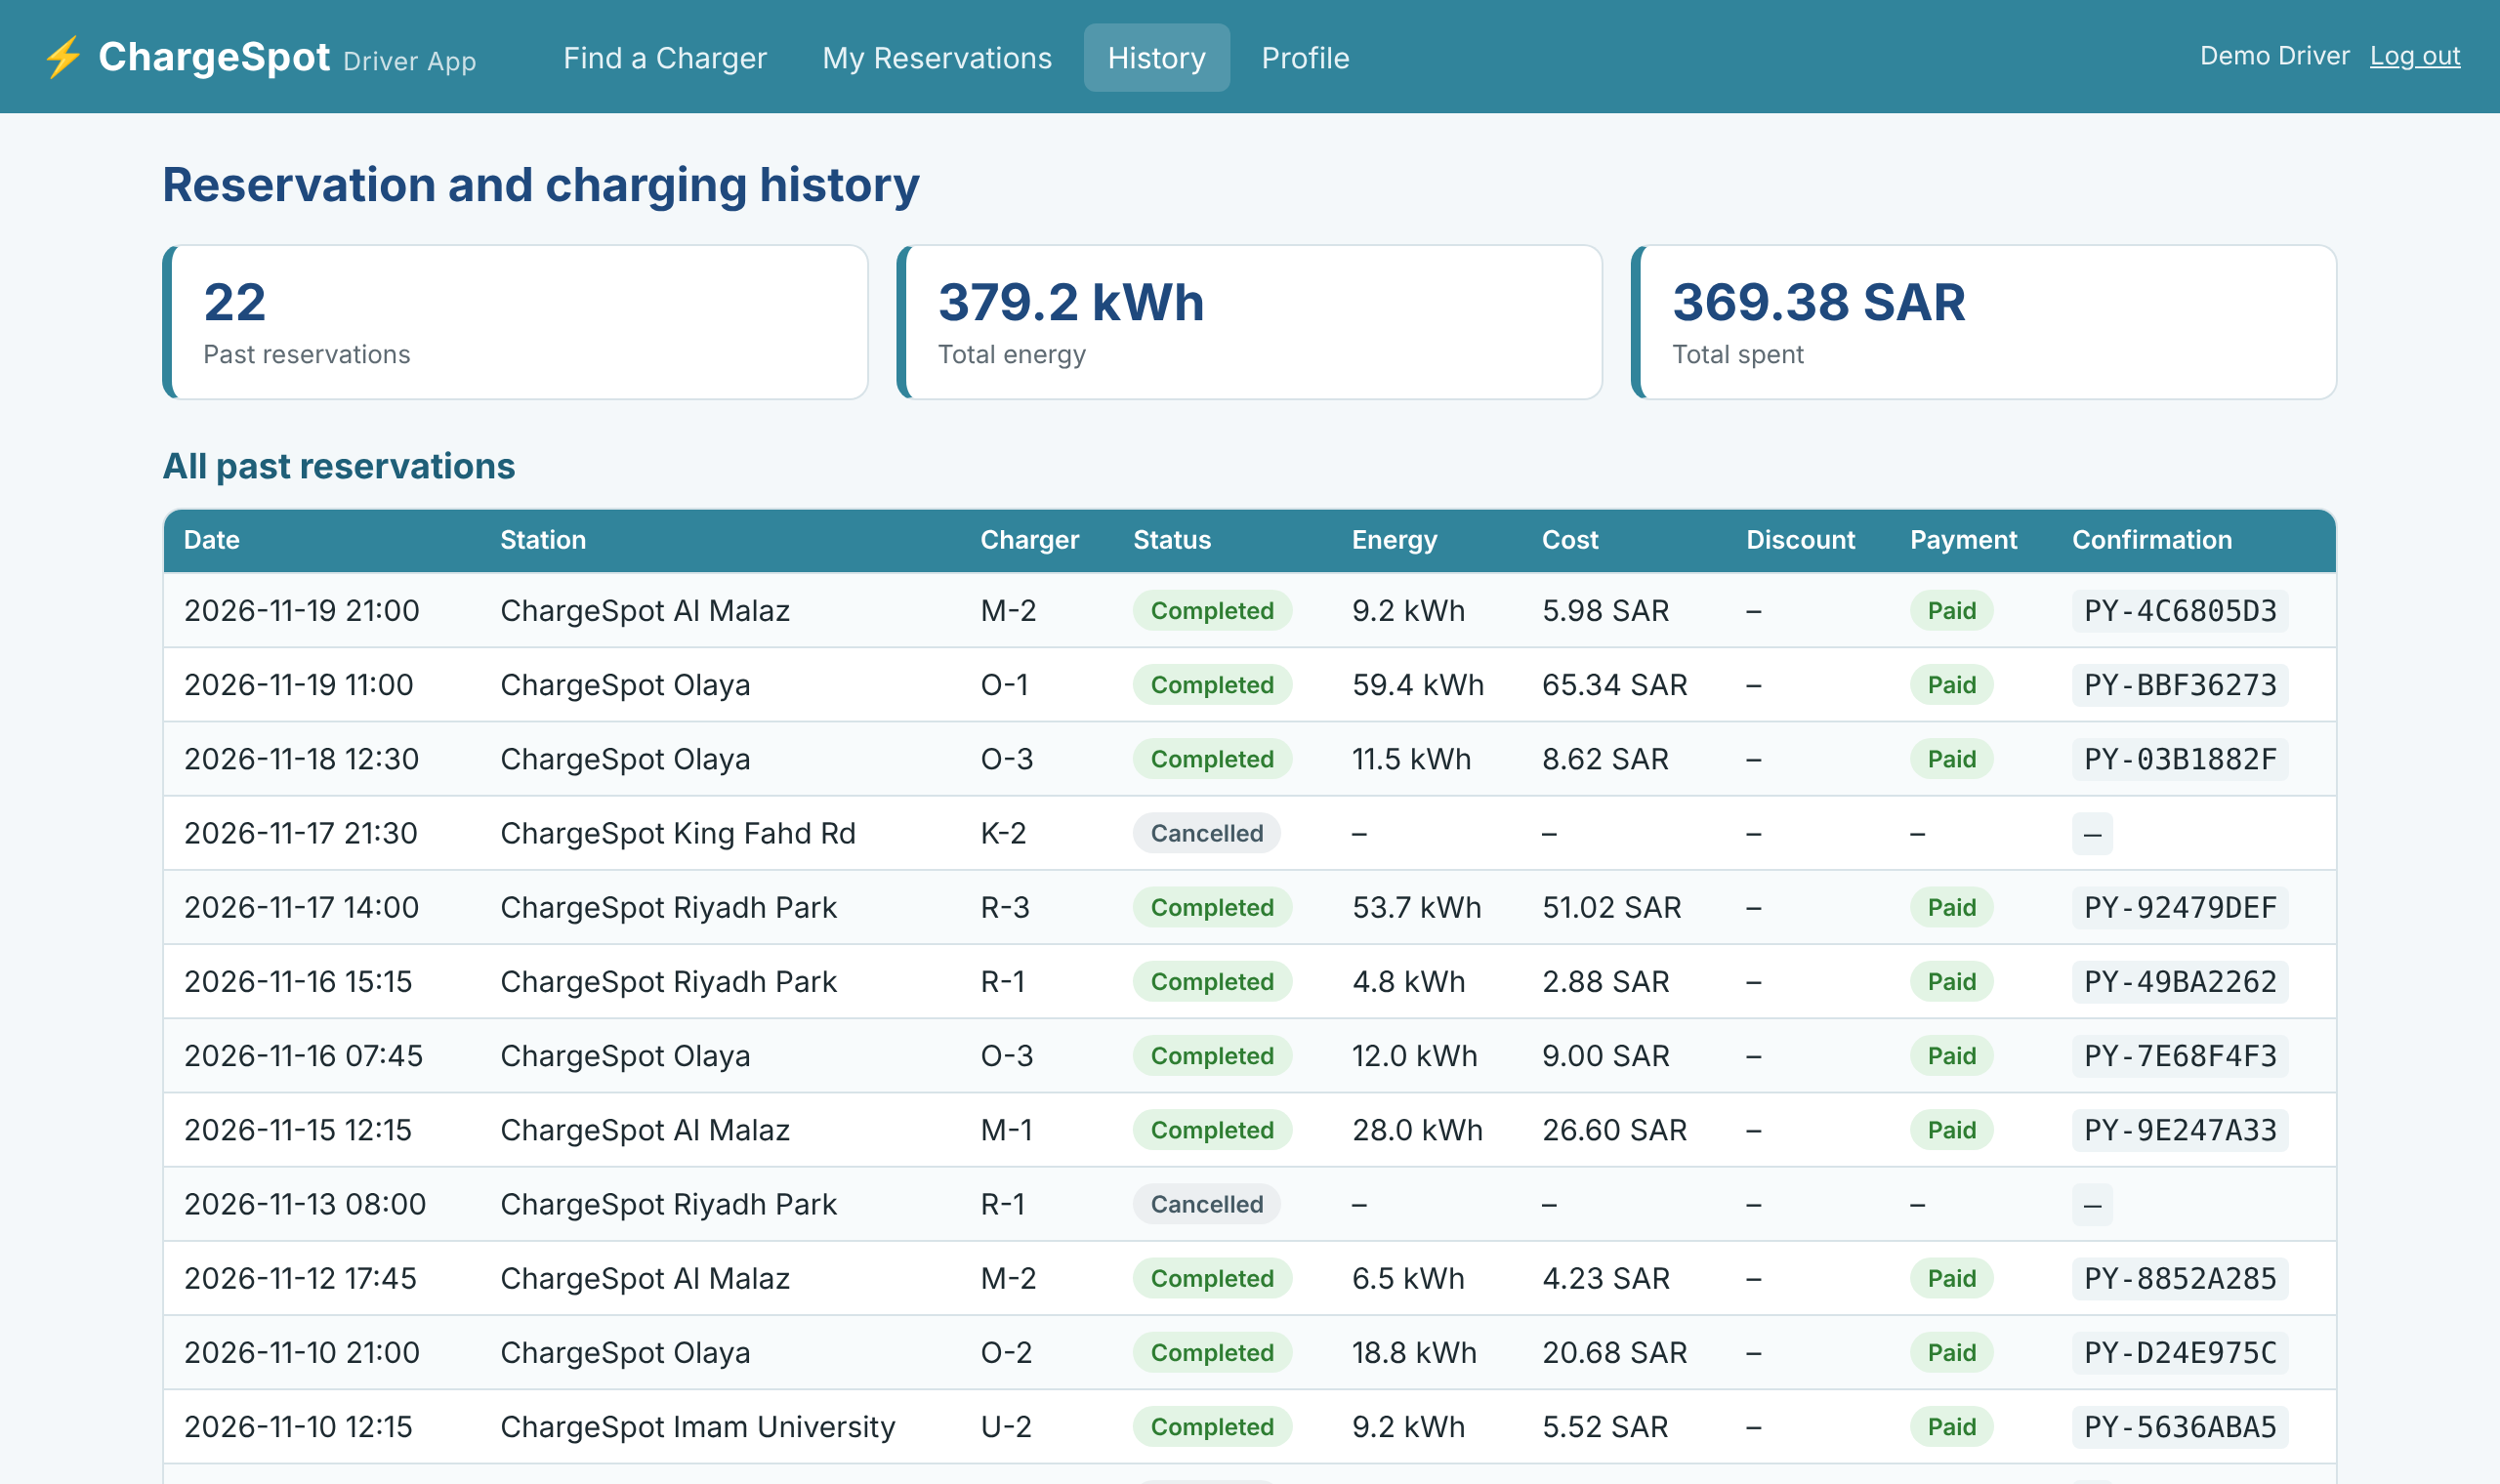 ⚡ ChargeSpot Driver App Find a Charger My Reservations History Profile Demo Driver Log out
Reservation and charging history
22 379.2 kWh 369.38 SAR
Past reservations Total energy Total spent
All past reservations
Date Station Charger Status Energy Cost Discount Payment Confirmation
2026-11-19 21:00 ChargeSpot Al Malaz M-2 Completed 9.2 kWh 5.98 SAR – Paid PY-4C6805D3
2026-11-19 11:00 ChargeSpot Olaya O-1 Completed 59.4 kWh 65.34 SAR – Paid PY-BBF36273
2026-11-18 12:30 ChargeSpot Olaya O-3 Completed 11.5 kWh 8.62 SAR – Paid PY-03B1882F
2026-11-17 21:30 ChargeSpot King Fahd Rd K-2 Cancelled – – – – –
2026-11-17 14:00 ChargeSpot Riyadh Park R-3 Completed 53.7 kWh 51.02 SAR – Paid PY-92479DEF
2026-11-16 15:15 ChargeSpot Riyadh Park R-1 Completed 4.8 kWh 2.88 SAR – Paid PY-49BA2262
2026-11-16 07:45 ChargeSpot Olaya O-3 Completed 12.0 kWh 9.00 SAR – Paid PY-7E68F4F3
2026-11-15 12:15 ChargeSpot Al Malaz M-1 Completed 28.0 kWh 26.60 SAR – Paid PY-9E247A33
2026-11-13 08:00 ChargeSpot Riyadh Park R-1 Cancelled – – – – –
2026-11-12 17:45 ChargeSpot Al Malaz M-2 Completed 6.5 kWh 4.23 SAR – Paid PY-8852A285
2026-11-10 21:00 ChargeSpot Olaya O-2 Completed 18.8 kWh 20.68 SAR – Paid PY-D24E975C
2026-11-10 12:15 ChargeSpot Imam University U-2 Completed 9.2 kWh 5.52 SAR – Paid PY-5636ABA5